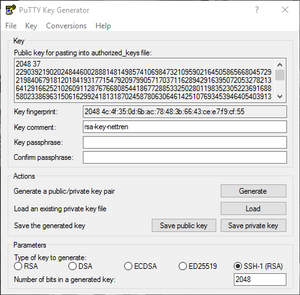 PuTTY Key Generator
File Key Conversions Help
Key
Public key for pasting into authorized_keys file:
2048 37
Key fingerprint: 2048 4c:4f:35:0d:6b:ac:78:48:3b:66:43:ce:e7:f9:cf:55
Key comment: rsa-key-nettren
Key passphrase:
Confirm passphrase:
Actions
Generate a public/private key pair Generate
Load an existing private key file Load
Save the generated key Save public key Save private key
Parameters
Type of key to generate:
RSA DSA ECDSA ED25519 SSH-1 (RSA)
Number of bits in a generated key: 2048